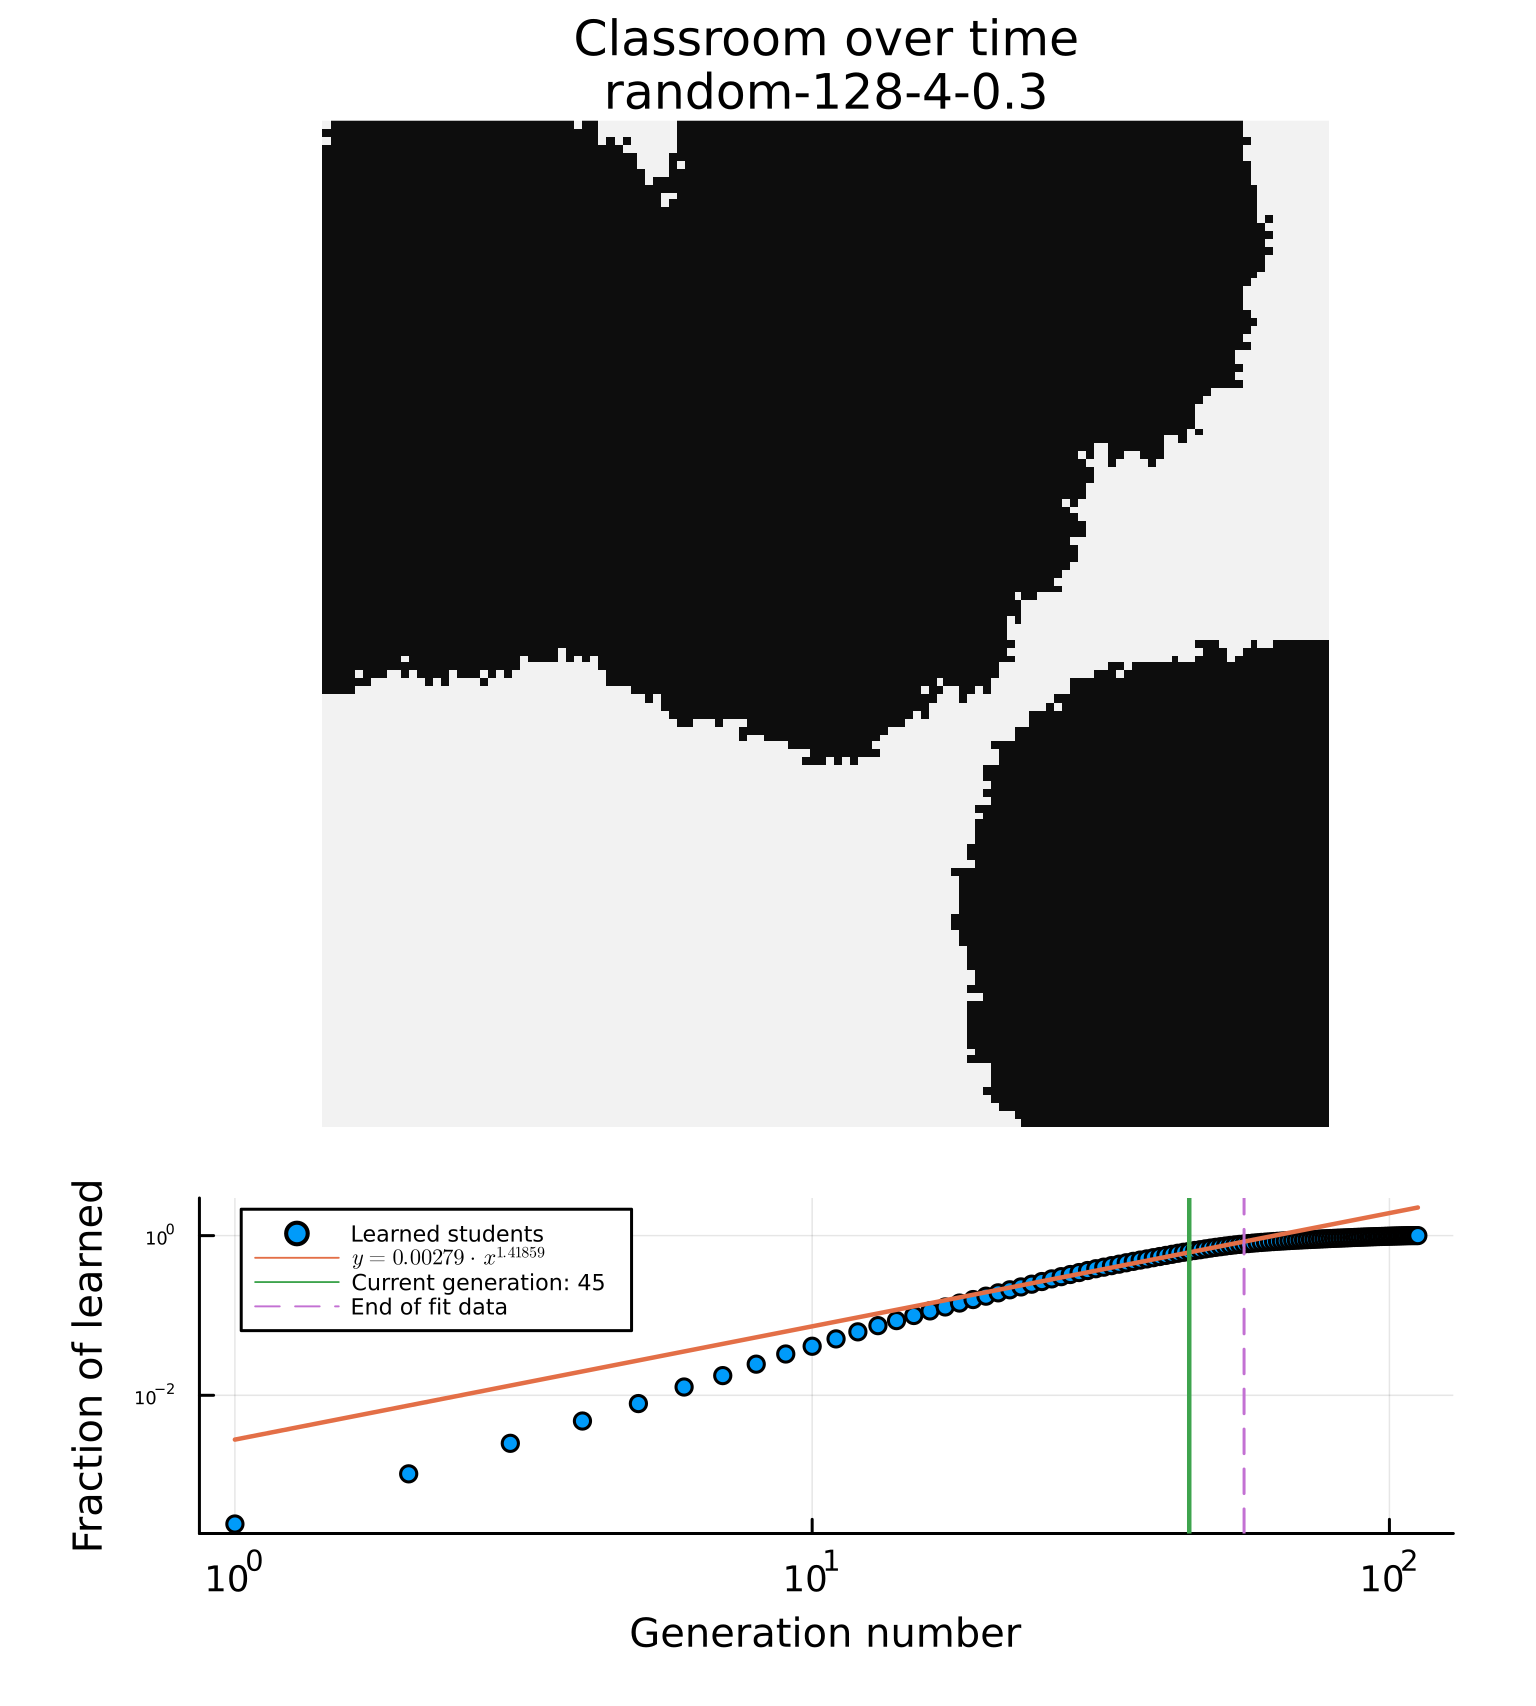 Classroom over time
random-128-4-0.3
Fraction of learned
10^0
10^-2
Learned students
y = 0.00279 · x^1.41859
Current generation: 45
End of fit data
10^0 10^1 10^2
Generation number